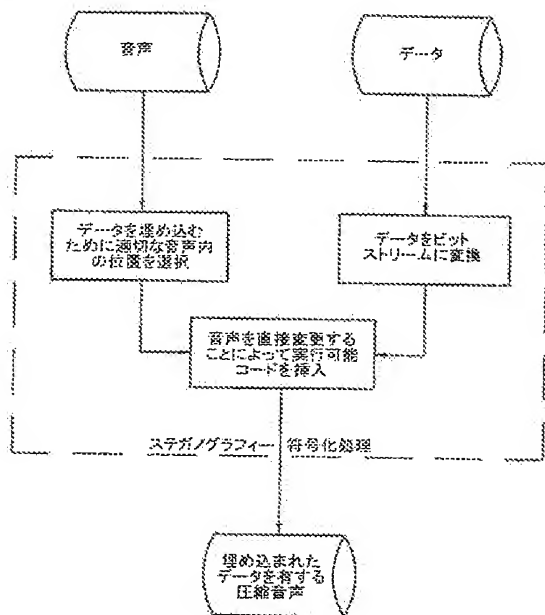 音声
データ
データを埋め込む
ために適切な音声内
の位置を選択
データをビット
ストリームに変換
音声を直接変更する
ことによって実行可能
コードを挿入
ステガノグラフィー 符号化処理
埋め込まれた
データを有する
圧縮音声